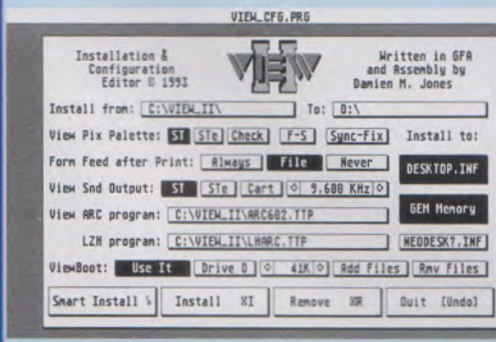 VIEW_CFG.PRG
Installation &
Configuration
Editor © 1993
VIEW II
Written in GFA
and Assembly by
Damien M. Jones
Install from: C:\VIEW_II\ To: D:\
View Pix Palette: ST STe Check F-S Sync-Fix Install to:
Form Feed after Print: Always File Never DESKTOP.INF
View Snd Output: ST STe Cart 9.600 KHz GEM Memory
View ARC program: C:\VIEW_II\ARC602.TTP
LZH program: C:\VIEW_II\LHARC.TTP NEODESK?.INF
ViewBoot: Use It Drive D 41K Add Files Rmv Files
Smart Install Install ⌘I Remove ⌘R Quit [Undo]